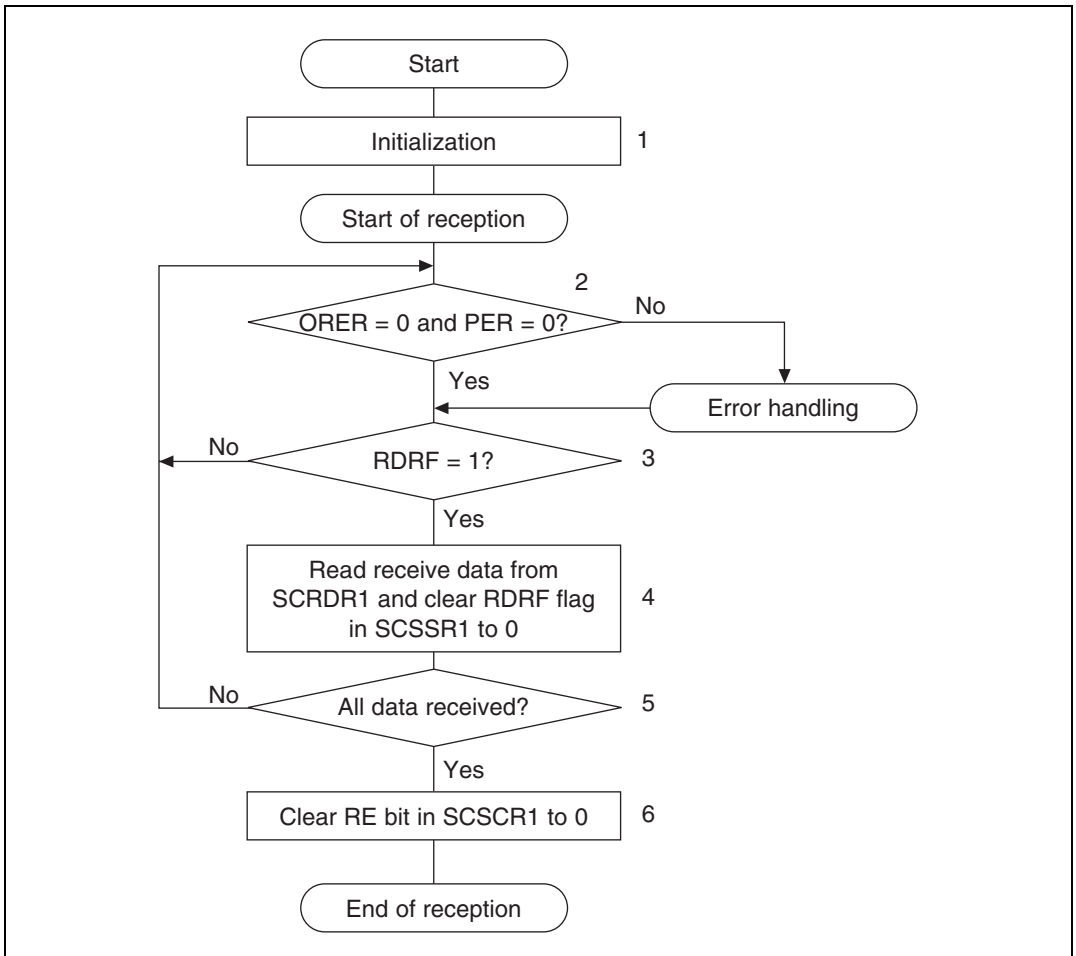 Start
Initialization
1
Start of reception
2
ORER = 0 and PER = 0?
No
Yes
Error handling
No
RDRF = 1?
3
Yes
Read receive data from
SCRDR1 and clear RDRF flag
in SCSSR1 to 0
4
No
All data received?
5
Yes
Clear RE bit in SCSCR1 to 0
6
End of reception